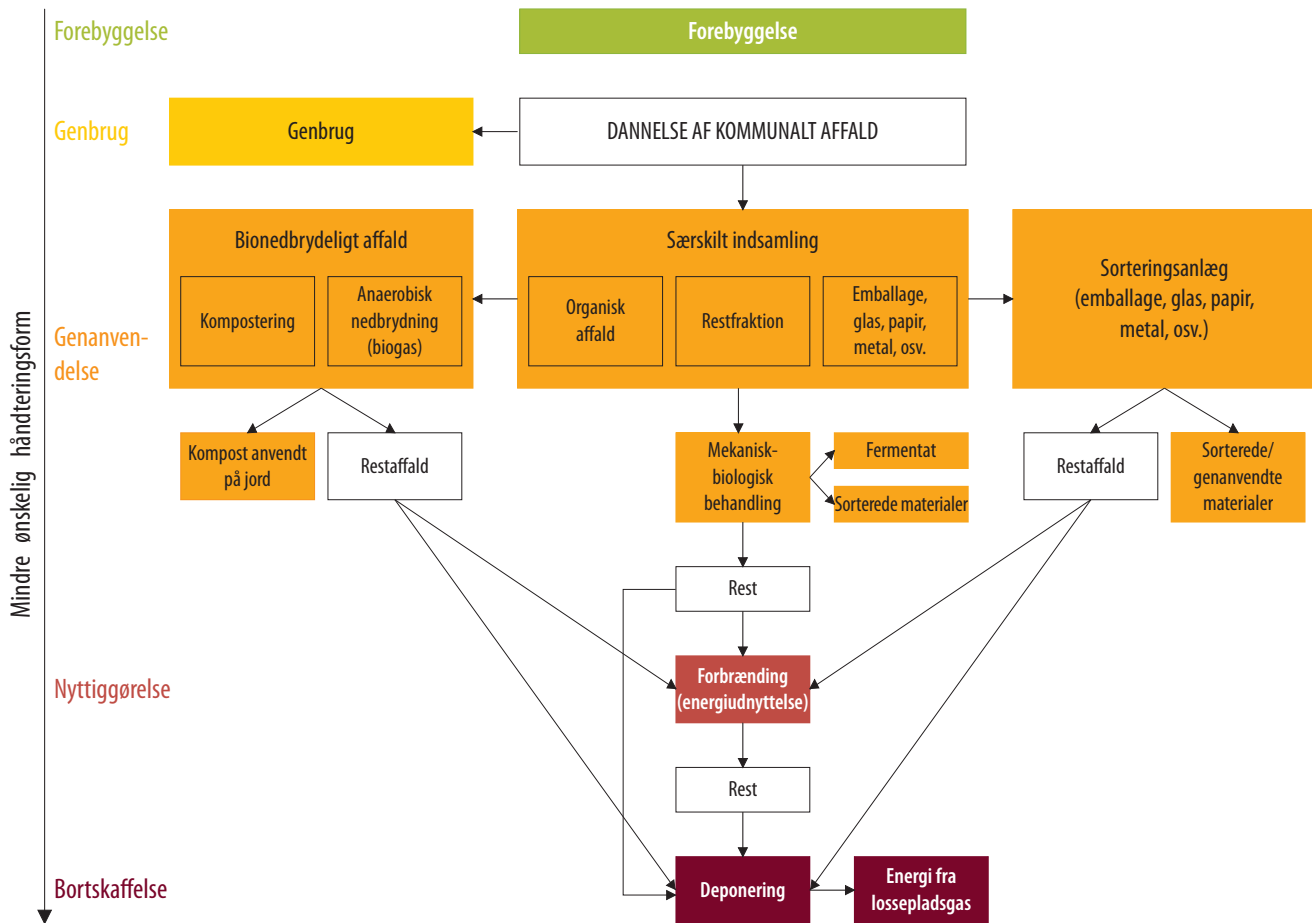 Forebyggelse
Forebyggelse
Genbrug
Genbrug
DANNELSE AF KOMMUNALT AFFALD
Mindre ønskelig håndteringsform
Genanven-
delse
Bionedbrydeligt affald
Kompostering
Anaerobisk
nedbrydning
(biogas)
Særskilt indsamling
Organisk
affald
Restfraktion
Emballage,
glas, papir,
metal, osv.
Sorteringsanlæg
(emballage, glas, papir,
metal, osv.)
Kompost anvendt
på jord
Restaffald
Mekanisk-
biologisk
behandling
Fermentat
Sorterede materialer
Restaffald
Sorterede/
genanvendte
materialer
Rest
Nyttiggørelse
Forbrænding
(energiudnyttelse)
Rest
Bortskaffelse
Deponering
Energi fra
lossepladsgas